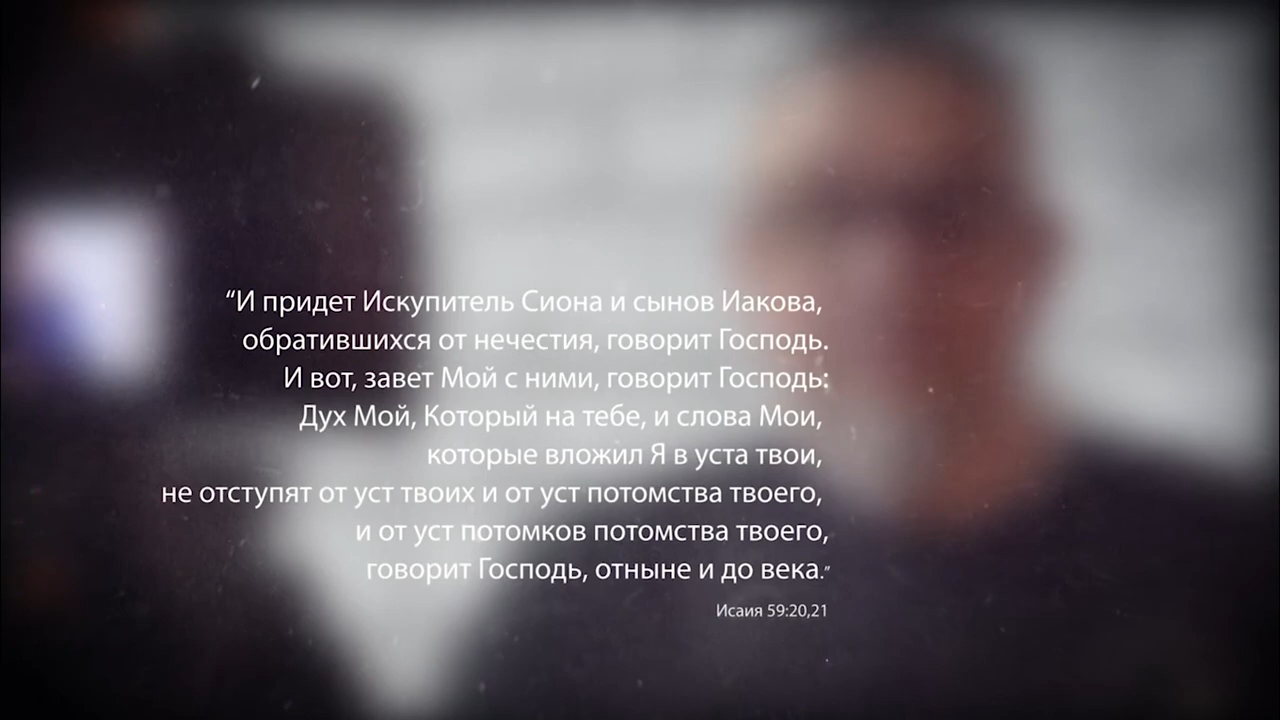 “И придет Искупитель Сиона и сынов Иакова,
обратившихся от нечестия, говорит Господь.
И вот, завет Мой с ними, говорит Господь:
Дух Мой, Который на тебе, и слова Мои,
которые вложил Я в уста твои,
не отступят от уст твоих и от уст потомства твоего,
и от уст потомков потомства твоего,
говорит Господь, отныне и до века.”
Исаия 59:20,21